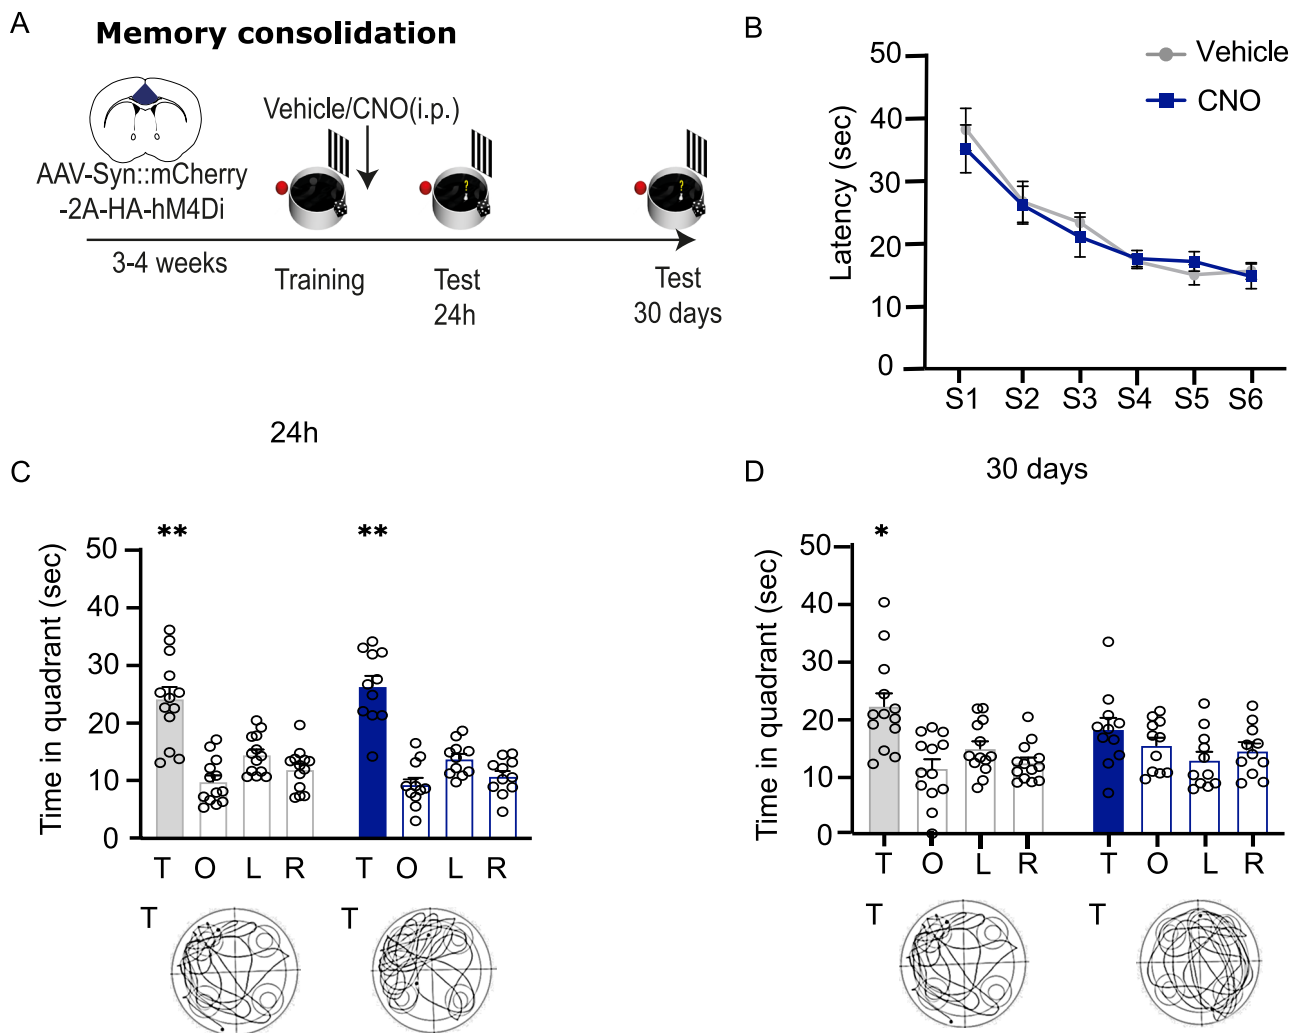 A
Memory consolidation
Vehicle/CNO(i.p.)
AAV-Syn::mCherry
-2A-HA-hM4Di
3-4 weeks
Training
Test
24h
Test
30 days
?
?
B
Vehicle
CNO
Latency (sec)
50
40
30
20
10
0
S1 S2 S3 S4 S5 S6
24h
C
** **
Time in quadrant (sec)
50
40
30
20
10
0
T O L R T O L R
T T
30 days
D
*
Time in quadrant (sec)
50
40
30
20
10
0
T O L R T O L R
T T